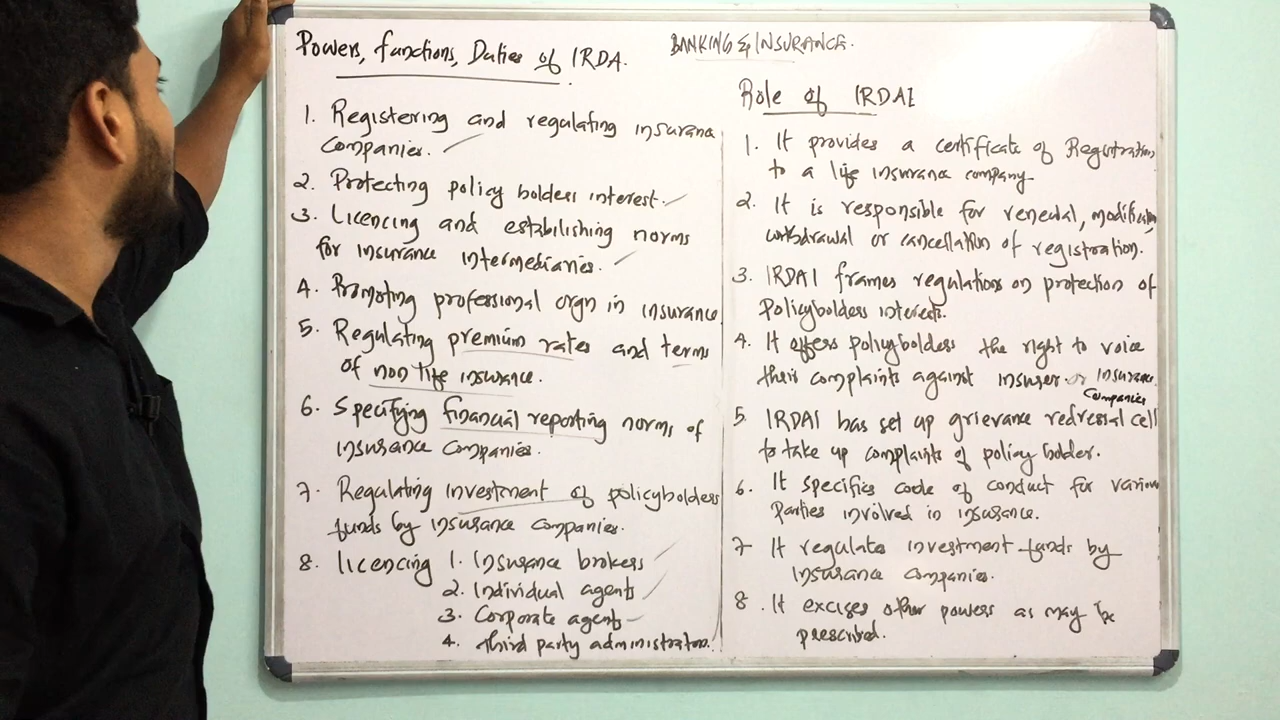 Powers, functions, Duties of IRDA.
BANKING & INSURANCE.
1. Registering and regulating insurance
companies.
2. Protecting policy holders interest.
3. Licencing and estabilishing norms
for insurance intermediaries.
4. Promoting professional orgn in insurance
5. Regulating premium rates and terms
of non life insurance.
6. Specifying financial reporting norms of
insurance companies.
7. Regulating investment of policyholders
funds by insurance companies.
8. licencing 1. Insurance brokers
2. Individual agents
3. Corporate agents
4. Third party administrators.
Role of IRDAI
1. It provides a certificate of Registration
to a life insurance company
2. It is responsible for renewal, modification,
withdrawal or cancellation of registration.
3. IRDAI frames regulations on protection of
Policyholders interests.
4. It offers policyholders the right to voice
their complaints against insurer or insurance
companies
5. IRDAI has set up grievance redressal cell
to take up complaints of policy holder.
6. It specifics code of conduct for various
Parties involved in insurance.
7 It regulates investment funds by
insurance companies.
8. It excises other powers as may be
prescribed.